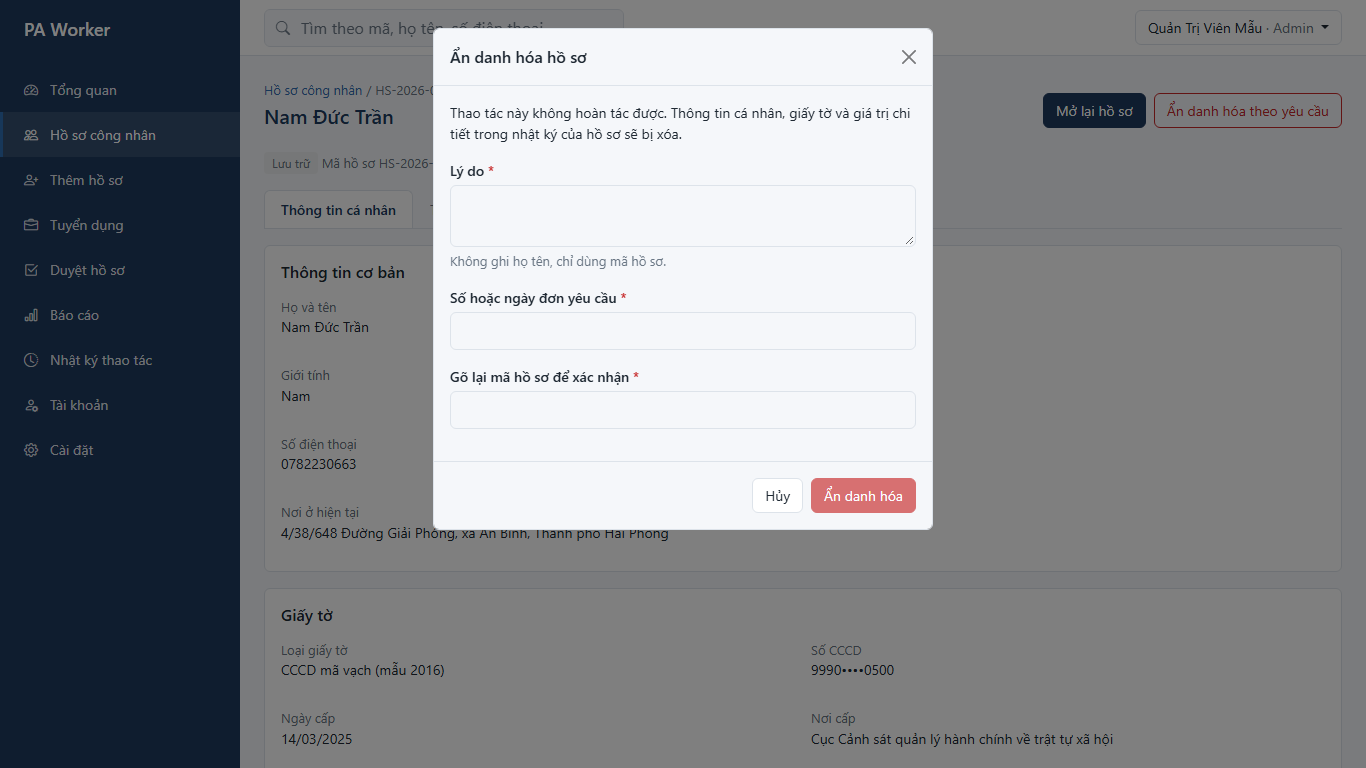 PA Worker
Tổng quan
Hồ sơ công nhân
Thêm hồ sơ
Tuyển dụng
Duyệt hồ sơ
Báo cáo
Nhật ký thao tác
Tài khoản
Cài đặt
Tìm theo mã, họ tên, số điện thoại
Quản Trị Viên Mẫu · Admin
Hồ sơ công nhân / HS-2026-
Nam Đức Trần
Mở lại hồ sơ
Ẩn danh hóa theo yêu cầu
Lưu trữ Mã hồ sơ HS-2026-
Thông tin cá nhân
Thông tin cơ bản
Họ và tên
Nam Đức Trần
Giới tính
Nam
Số điện thoại
0782230663
Nơi ở hiện tại
4/38/648 Đường Giải Phóng, xã An Bình, Thành phố Hải Phòng
Giấy tờ
Loại giấy tờ
CCCD mã vạch (mẫu 2016)
Số CCCD
9990••••0500
Ngày cấp
14/03/2025
Nơi cấp
Cục Cảnh sát quản lý hành chính về trật tự xã hội
Ẩn danh hóa hồ sơ
Thao tác này không hoàn tác được. Thông tin cá nhân, giấy tờ và giá trị chi
tiết trong nhật ký của hồ sơ sẽ bị xóa.
Lý do *
Không ghi họ tên, chỉ dùng mã hồ sơ.
Số hoặc ngày đơn yêu cầu *
Gõ lại mã hồ sơ để xác nhận *
Hủy
Ẩn danh hóa